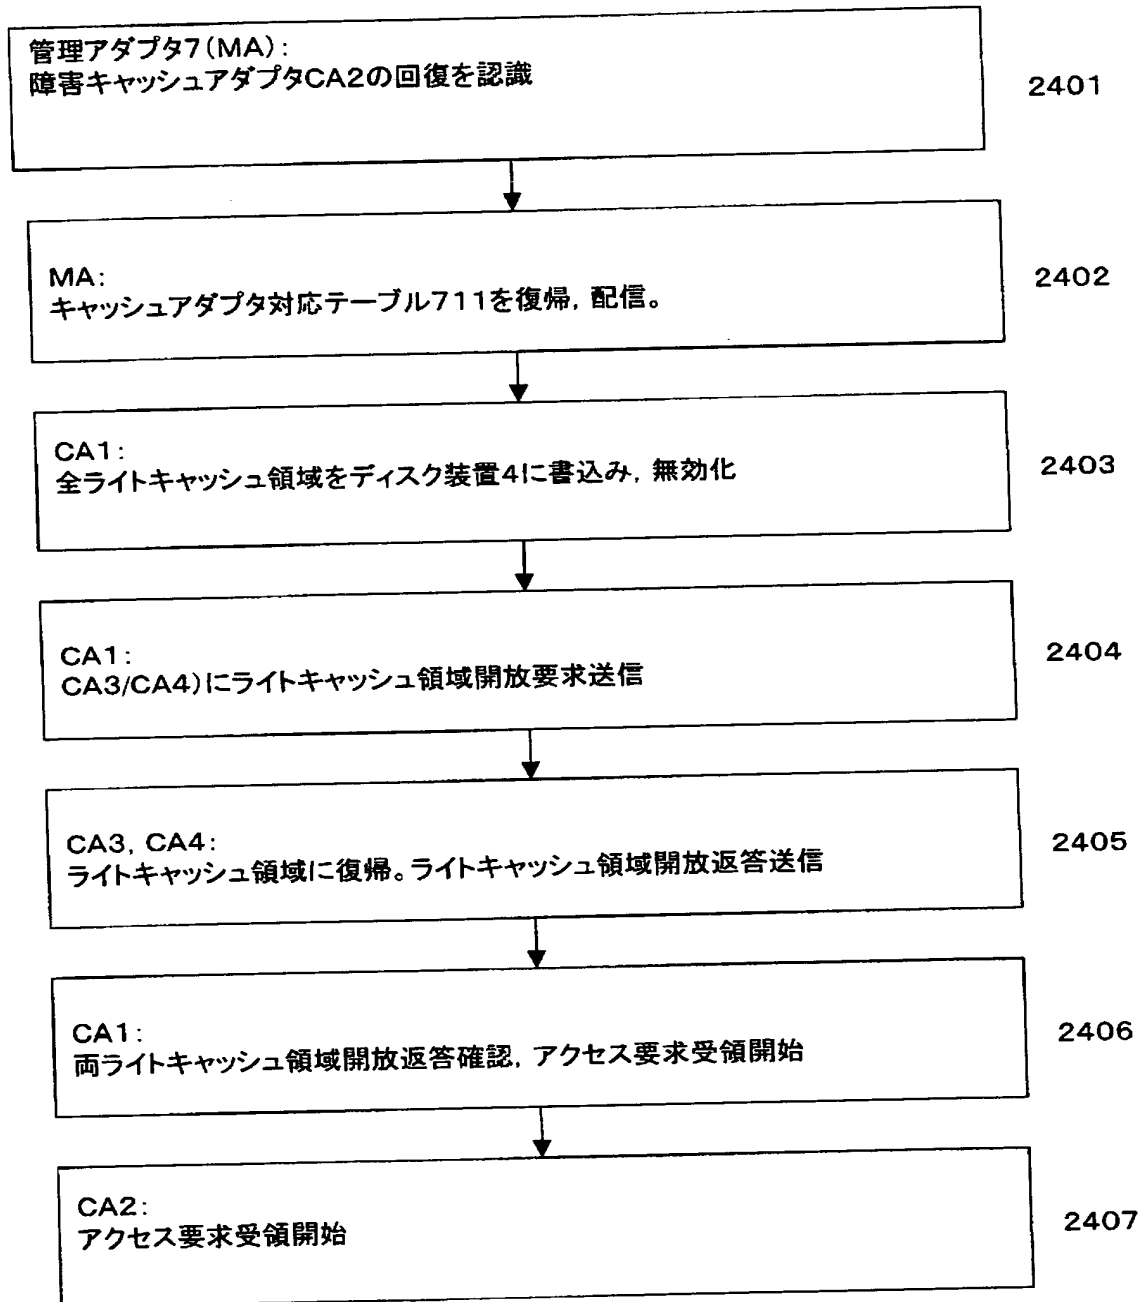 管理アダプタ7(MA):
障害キャッシュアダプタCA2の回復を認識
2401
MA:
キャッシュアダプタ対応テーブル711を復帰, 配信。
2402
CA1:
全ライトキャッシュ領域をディスク装置4に書込み, 無効化
2403
CA1:
CA3/CA4)にライトキャッシュ領域開放要求送信
2404
CA3, CA4:
ライトキャッシュ領域に復帰。ライトキャッシュ領域開放返答送信
2405
CA1:
両ライトキャッシュ領域開放返答確認, アクセス要求受領開始
2406
CA2:
アクセス要求受領開始
2407